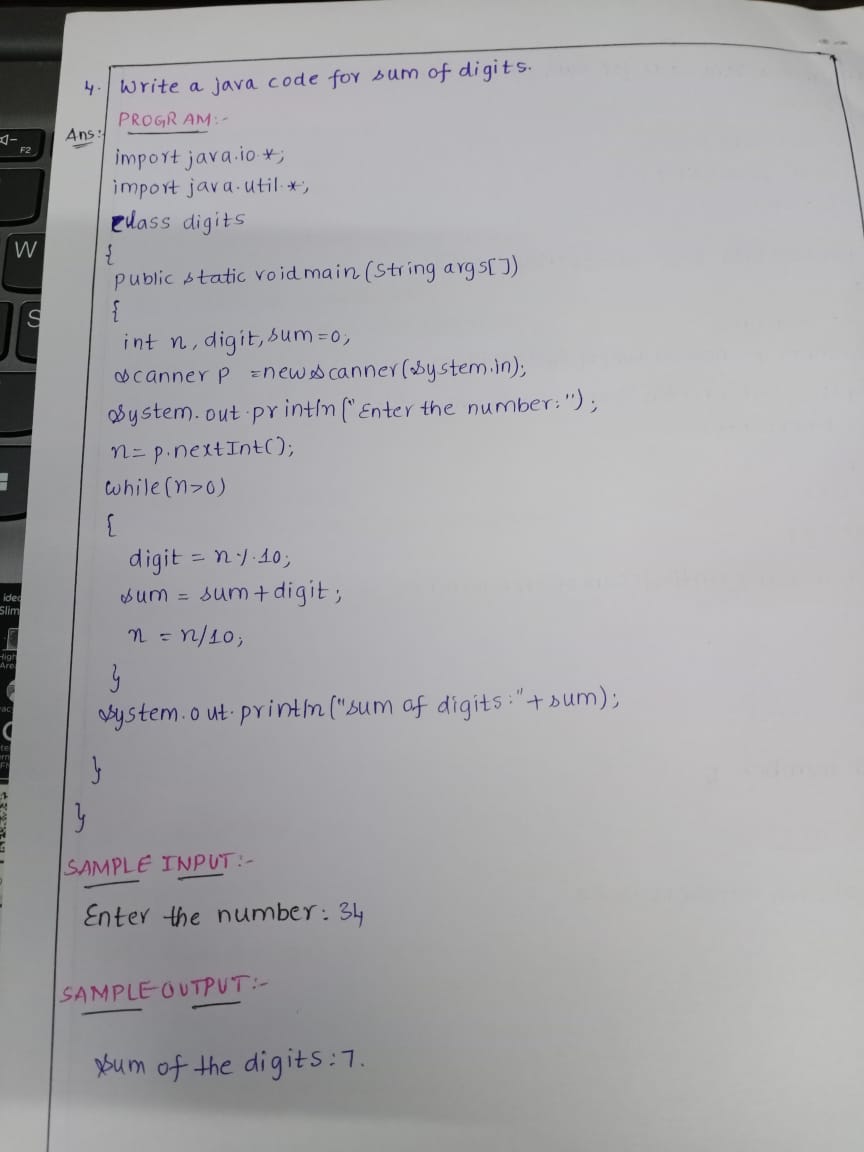 4. Write a java code for sum of digits.
Ans:- PROGRAM:-
import java.io.*;
import java.util.*;
class digits
{
public static void main (String args[])
{
int n, digit, sum=0;
Scanner p =new Scanner(System.in);
System.out.println("Enter the number:");
n= p.nextInt();
while(n>0)
{
digit = n%10;
sum = sum+digit;
n = n/10;
}
System.out.println("sum of digits:"+sum);
}
}
SAMPLE INPUT:-
Enter the number: 34
SAMPLE OUTPUT:-
Sum of the digits:7.
F2
W
S